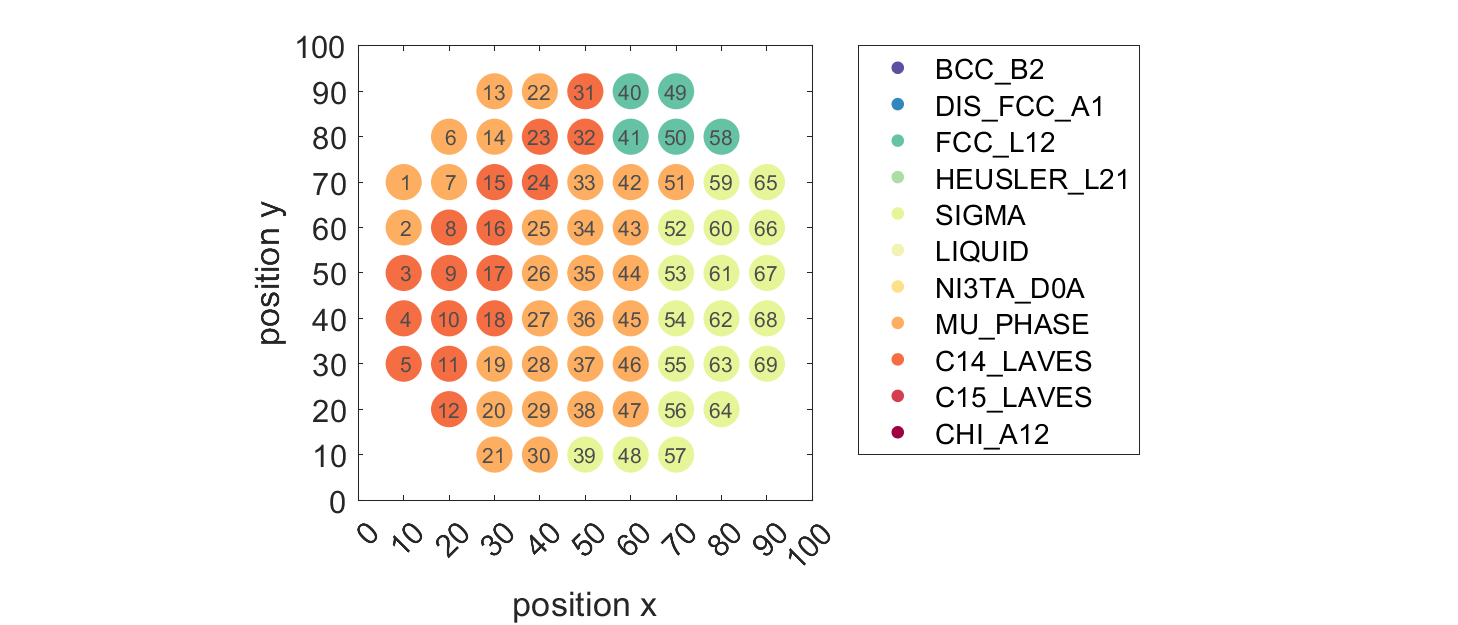 100
90
80
70
60
50
40
30
20
10
0
position y
13 22 31 40 49
6 14 23 32 41 50 58
1 7 15 24 33 42 51 59 65
2 8 16 25 34 43 52 60 66
3 9 17 26 35 44 53 61 67
4 10 18 27 36 45 54 62 68
5 11 19 28 37 46 55 63 69
12 20 29 38 47 56 64
21 30 39 48 57
0 10 20 30 40 50 60 70 80 90 100
position x
BCC_B2
DIS_FCC_A1
FCC_L12
HEUSLER_L21
SIGMA
LIQUID
NI3TA_D0A
MU_PHASE
C14_LAVES
C15_LAVES
CHI_A12